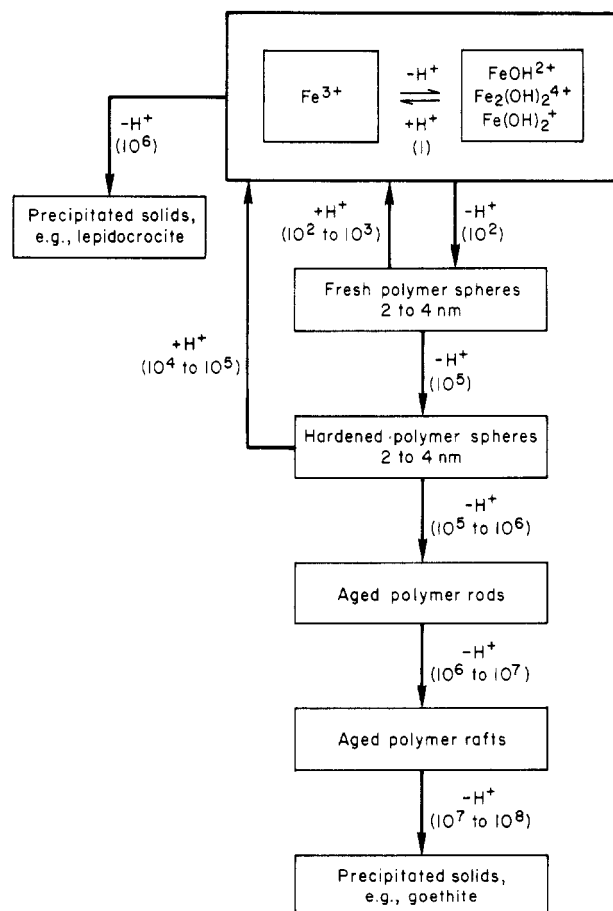 Fe³⁺
−H⁺
+H⁺
(1)
FeOH²⁺
Fe₂(OH)₂⁴⁺
Fe(OH)₂⁺
−H⁺
(10⁶)
Precipitated solids,
e.g., lepidocrocite
+H⁺
(10² to 10³)
−H⁺
(10²)
Fresh polymer spheres
2 to 4 nm
+H⁺
(10⁴ to 10⁵)
−H⁺
(10⁵)
Hardened polymer spheres
2 to 4 nm
−H⁺
(10⁵ to 10⁶)
Aged polymer rods
−H⁺
(10⁶ to 10⁷)
Aged polymer rafts
−H⁺
(10⁷ to 10⁸)
Precipitated solids,
e.g., goethite